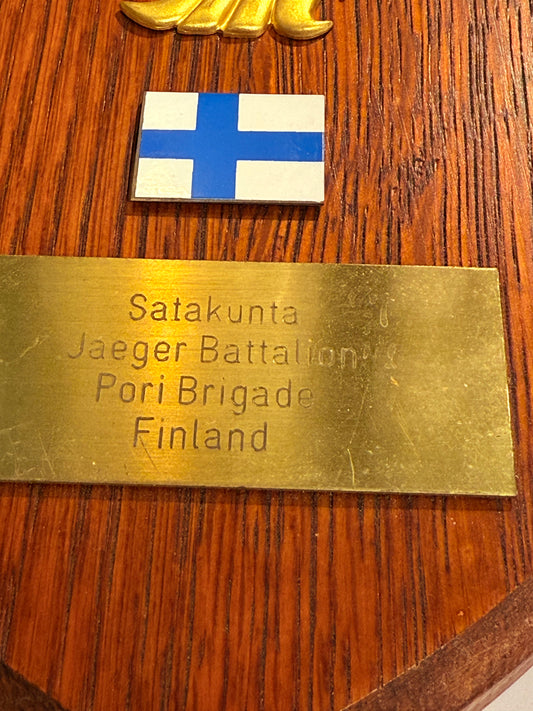 Satakunta
Jaeger Battalion
Pori Brigade
Finland